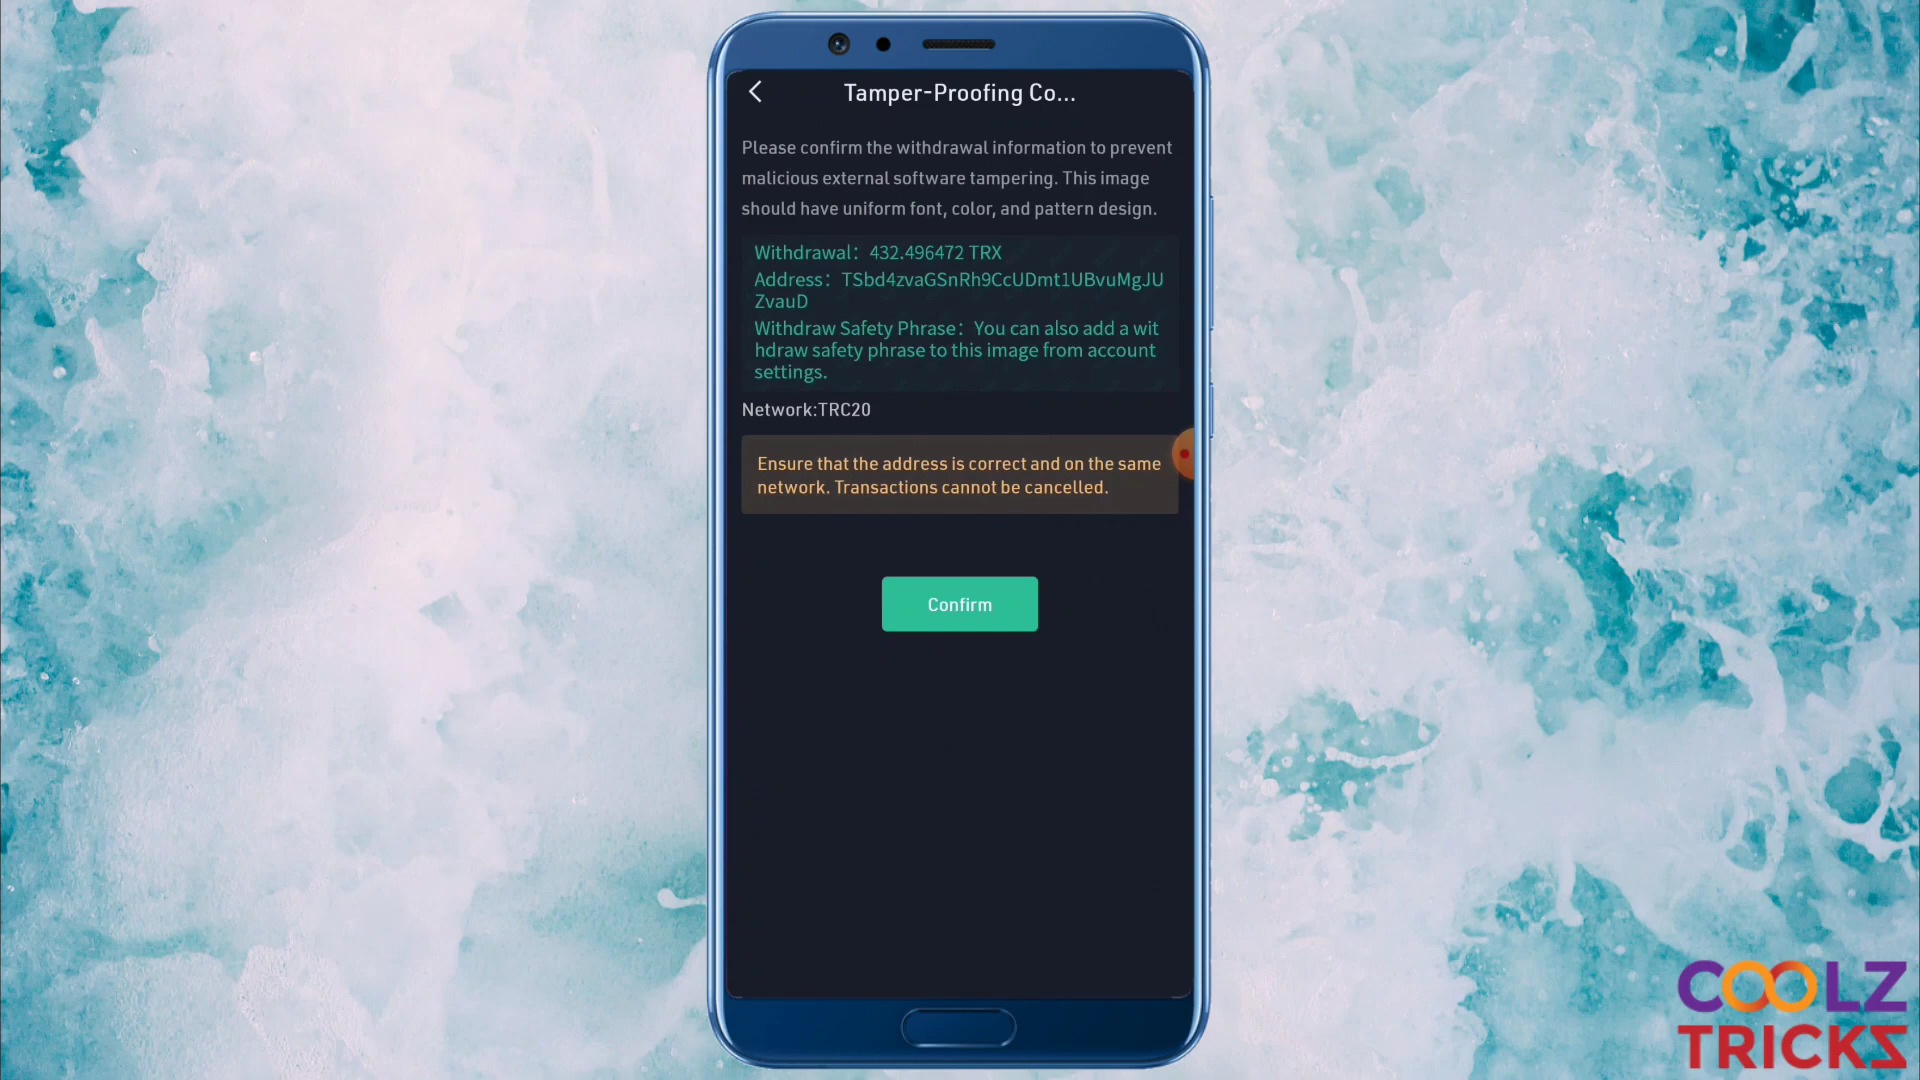 Tamper-Proofing Co...
Please confirm the withdrawal information to prevent
malicious external software tampering. This image
should have uniform font, color, and pattern design.
Withdrawal: 432.496472 TRX
Address: TSbd4zvaGSnRh9CcUDmt1UBvuMgJU
ZvauD
Withdraw Safety Phrase: You can also add a wit
hdraw safety phrase to this image from account
settings.
Network:TRC20
Ensure that the address is correct and on the same
network. Transactions cannot be cancelled.
Confirm
COOLZ
TRICKS